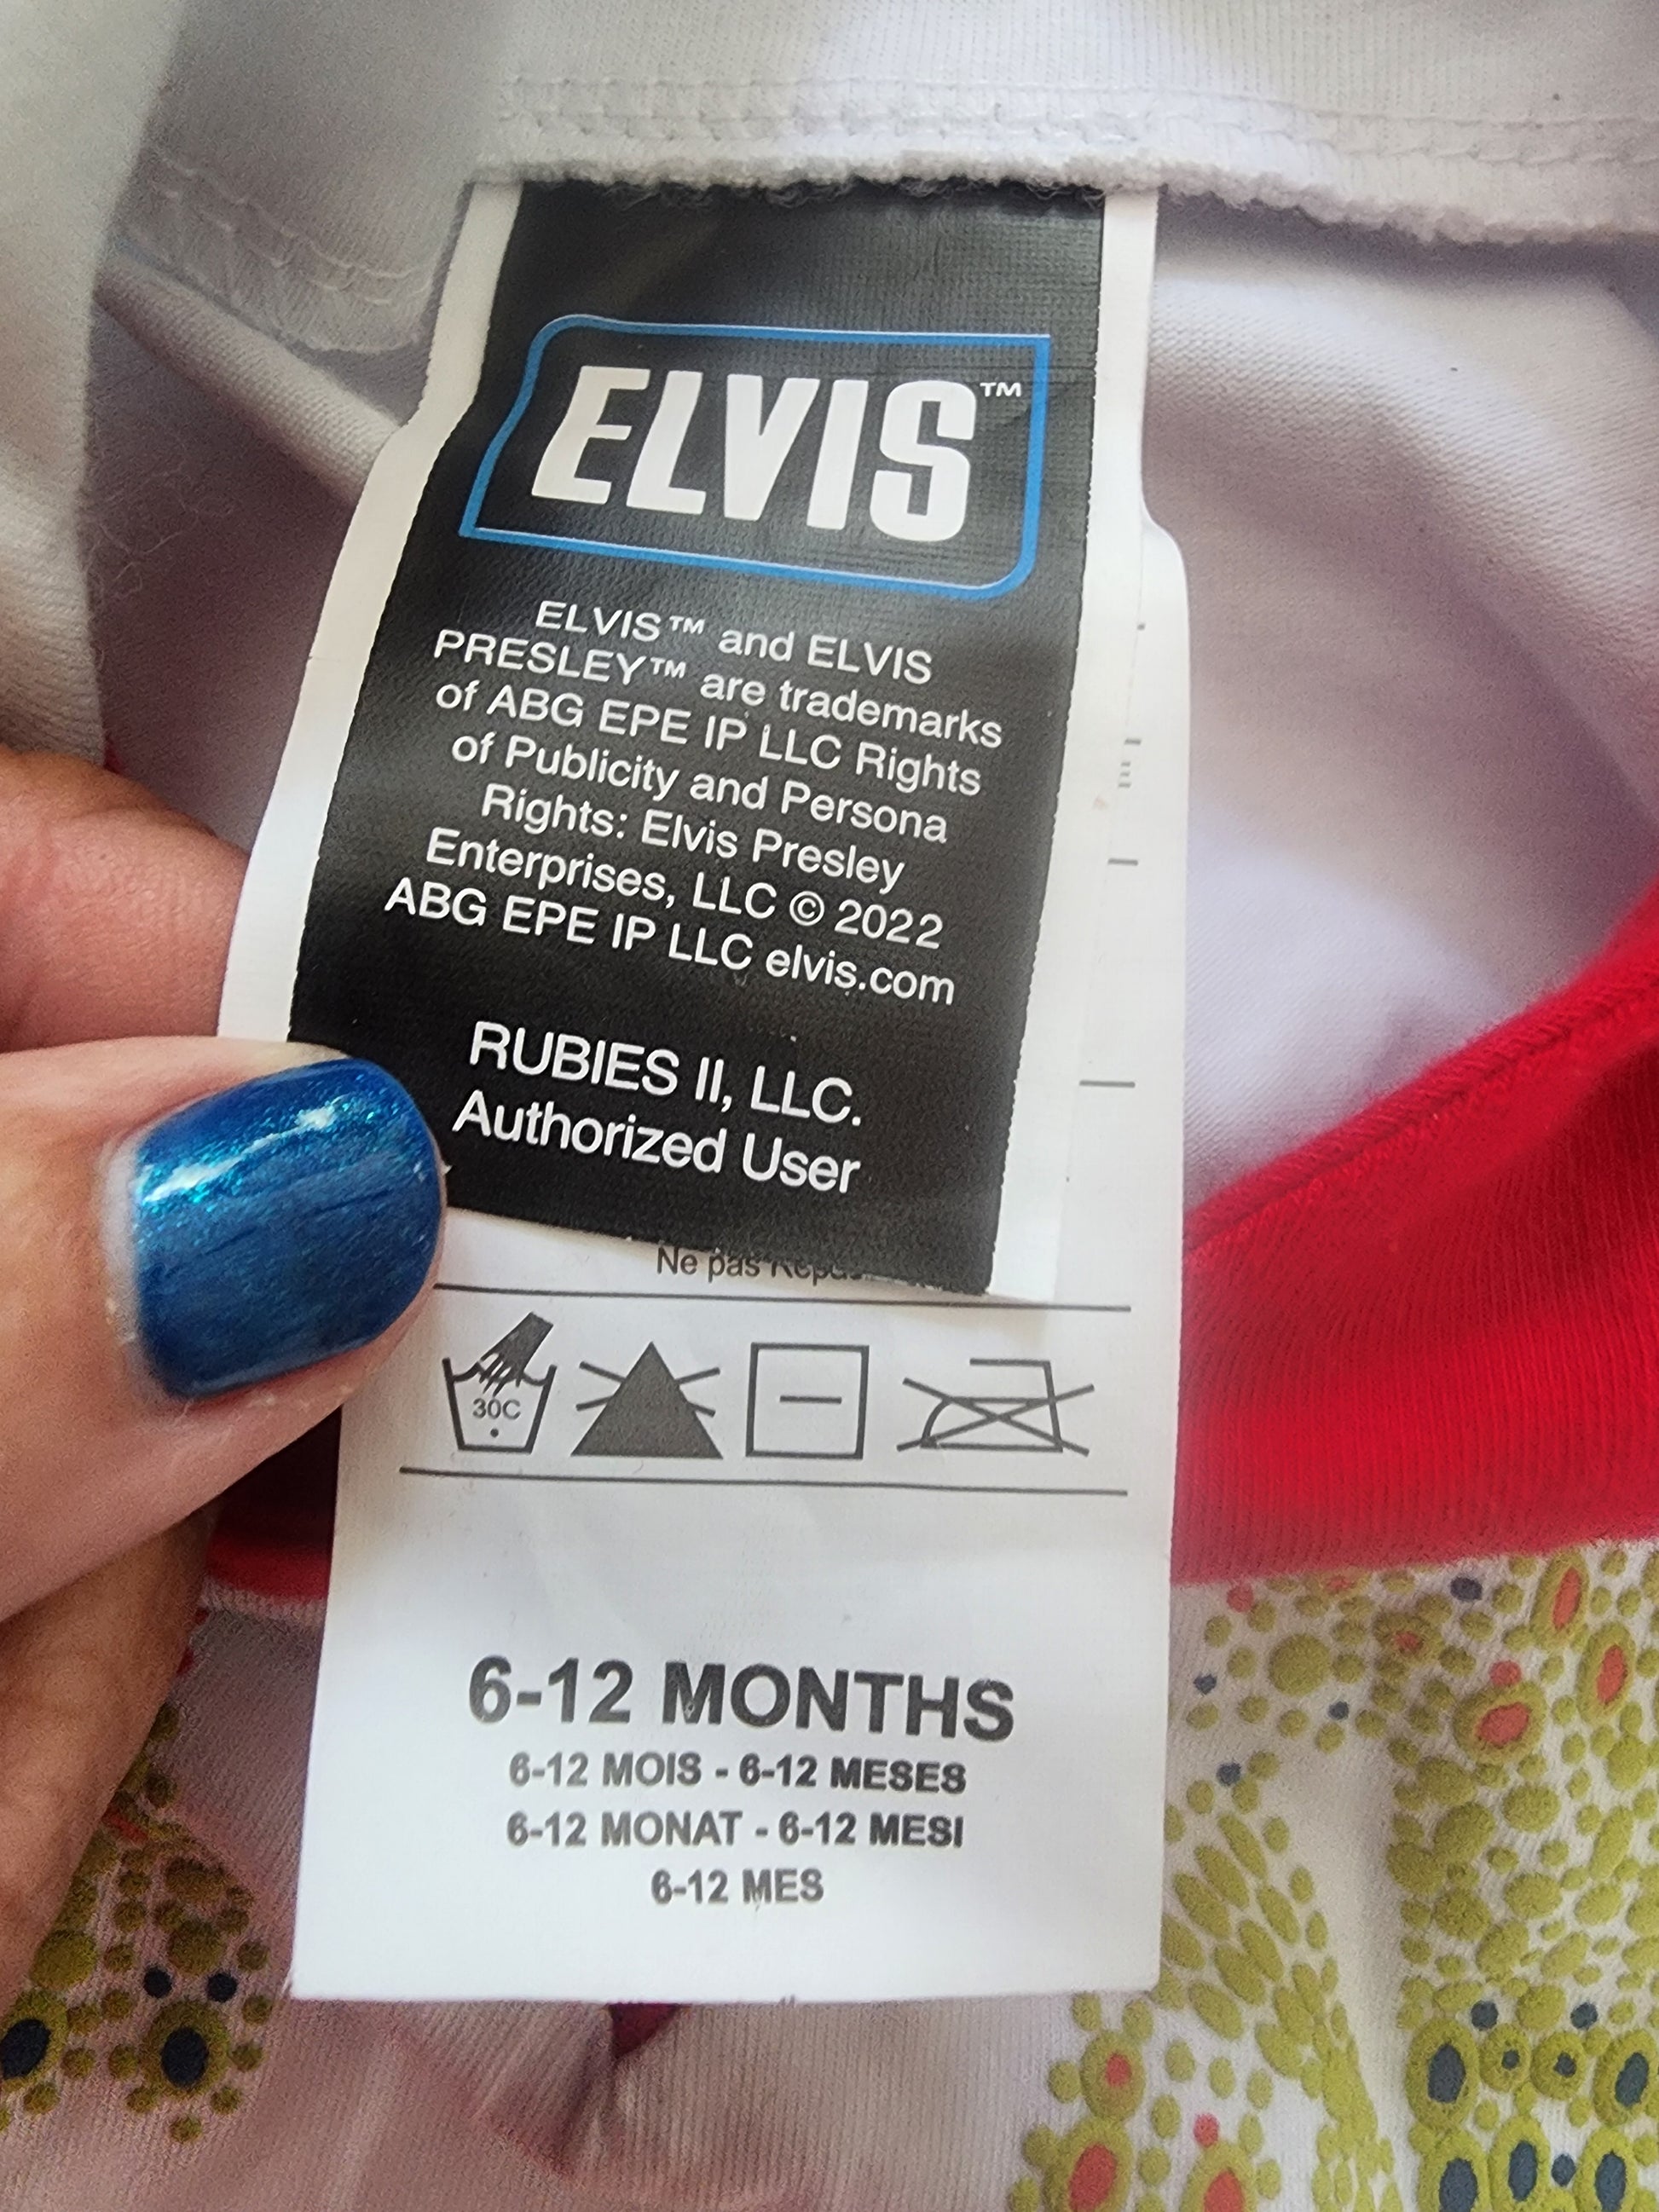 ELVIS™
ELVIS™ and ELVIS
PRESLEY™ are trademarks
of ABG EPE IP LLC Rights
of Publicity and Persona
Rights: Elvis Presley
Enterprises, LLC © 2022
ABG EPE IP LLC elvis.com
RUBIES II, LLC.
Authorized User
Ne pas
30C
6-12 MONTHS
6-12 MOIS - 6-12 MESES
6-12 MONAT - 6-12 MESI
6-12 MES